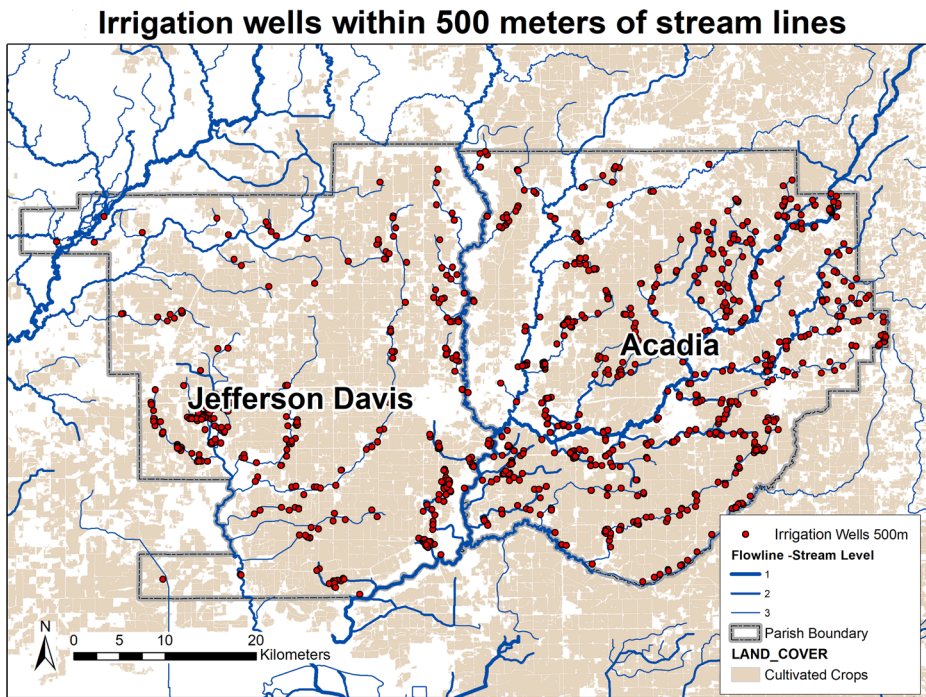 Irrigation wells within 500 meters of stream lines
Acadia
Jefferson Davis
Irrigation Wells 500m
Flowline -Stream Level
1
2
3
Parish Boundary
LAND_COVER
Cultivated Crops
N
0 5 10 20
Kilometers